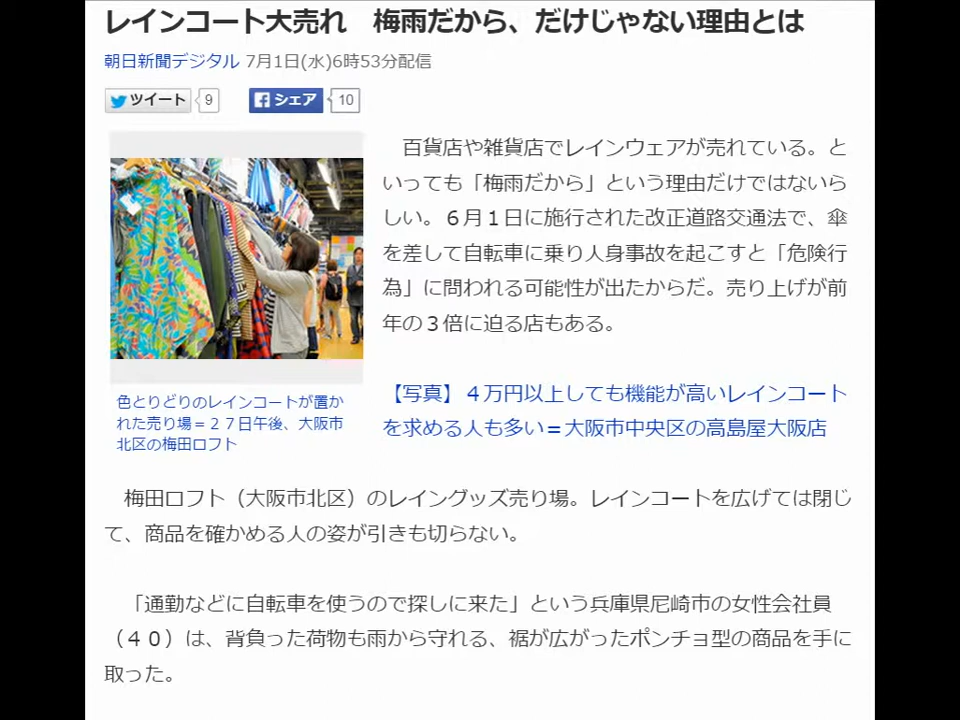 レインコート大売れ　梅雨だから、だけじゃない理由とは
朝日新聞デジタル 7月1日(水)6時53分配信
ツイート 9 シェア 10
　百貨店や雑貨店でレインウェアが売れている。と
いっても「梅雨だから」という理由だけではないら
しい。６月１日に施行された改正道路交通法で、傘
を差して自転車に乗り人身事故を起こすと「危険行
為」に問われる可能性が出たからだ。売り上げが前
年の３倍に迫る店もある。
色とりどりのレインコートが置か
れた売り場＝２７日午後、大阪市
北区の梅田ロフト
【写真】４万円以上しても機能が高いレインコート
を求める人も多い＝大阪市中央区の高島屋大阪店
　梅田ロフト（大阪市北区）のレイングッズ売り場。レインコートを広げては閉じ
て、商品を確かめる人の姿が引きも切らない。
　「通勤などに自転車を使うので探しに来た」という兵庫県尼崎市の女性会社員
（４０）は、背負った荷物も雨から守れる、裾が広がったポンチョ型の商品を手に
取った。